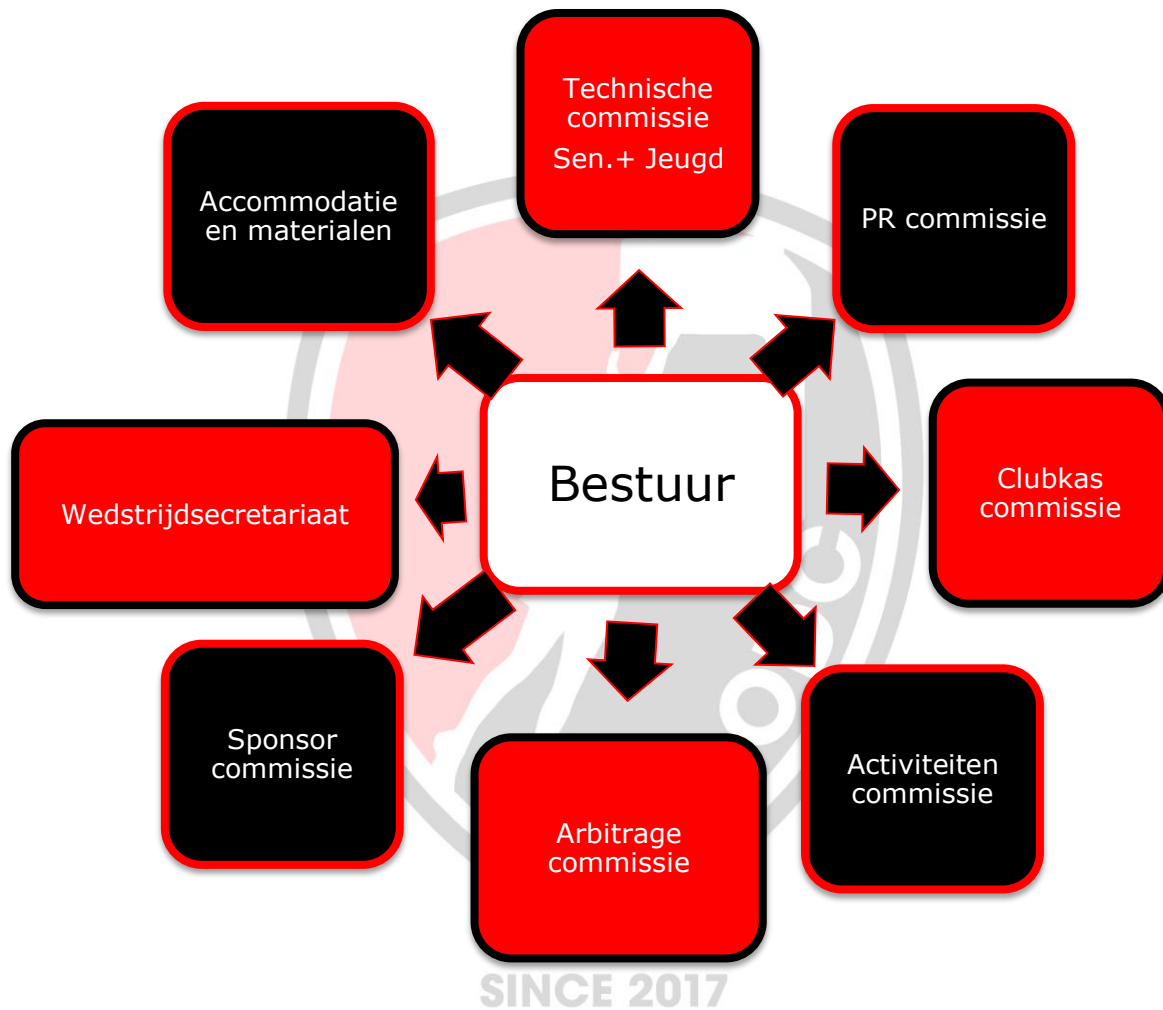 Technische
commissie
Sen.+ Jeugd
PR commissie
Clubkas
commissie
Activiteiten
commissie
Arbitrage
commissie
Sponsor
commissie
Wedstrijdsecretariaat
Accommodatie
en materialen
Bestuur
SINCE 2017